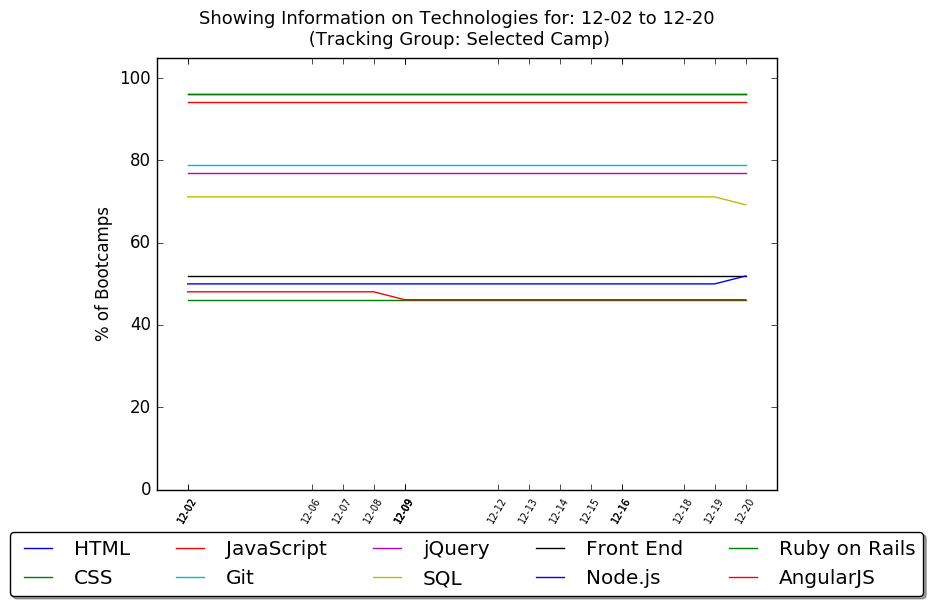 Showing Information on Technologies for: 12-02 to 12-20
(Tracking Group: Selected Camp)
% of Bootcamps
100
80
60
40
20
0
12-02 12-06 12-07 12-08 12-09 12-12 12-13 12-14 12-15 12-16 12-18 12-19 12-20
HTML JavaScript jQuery Front End Ruby on Rails
CSS Git SQL Node.js AngularJS